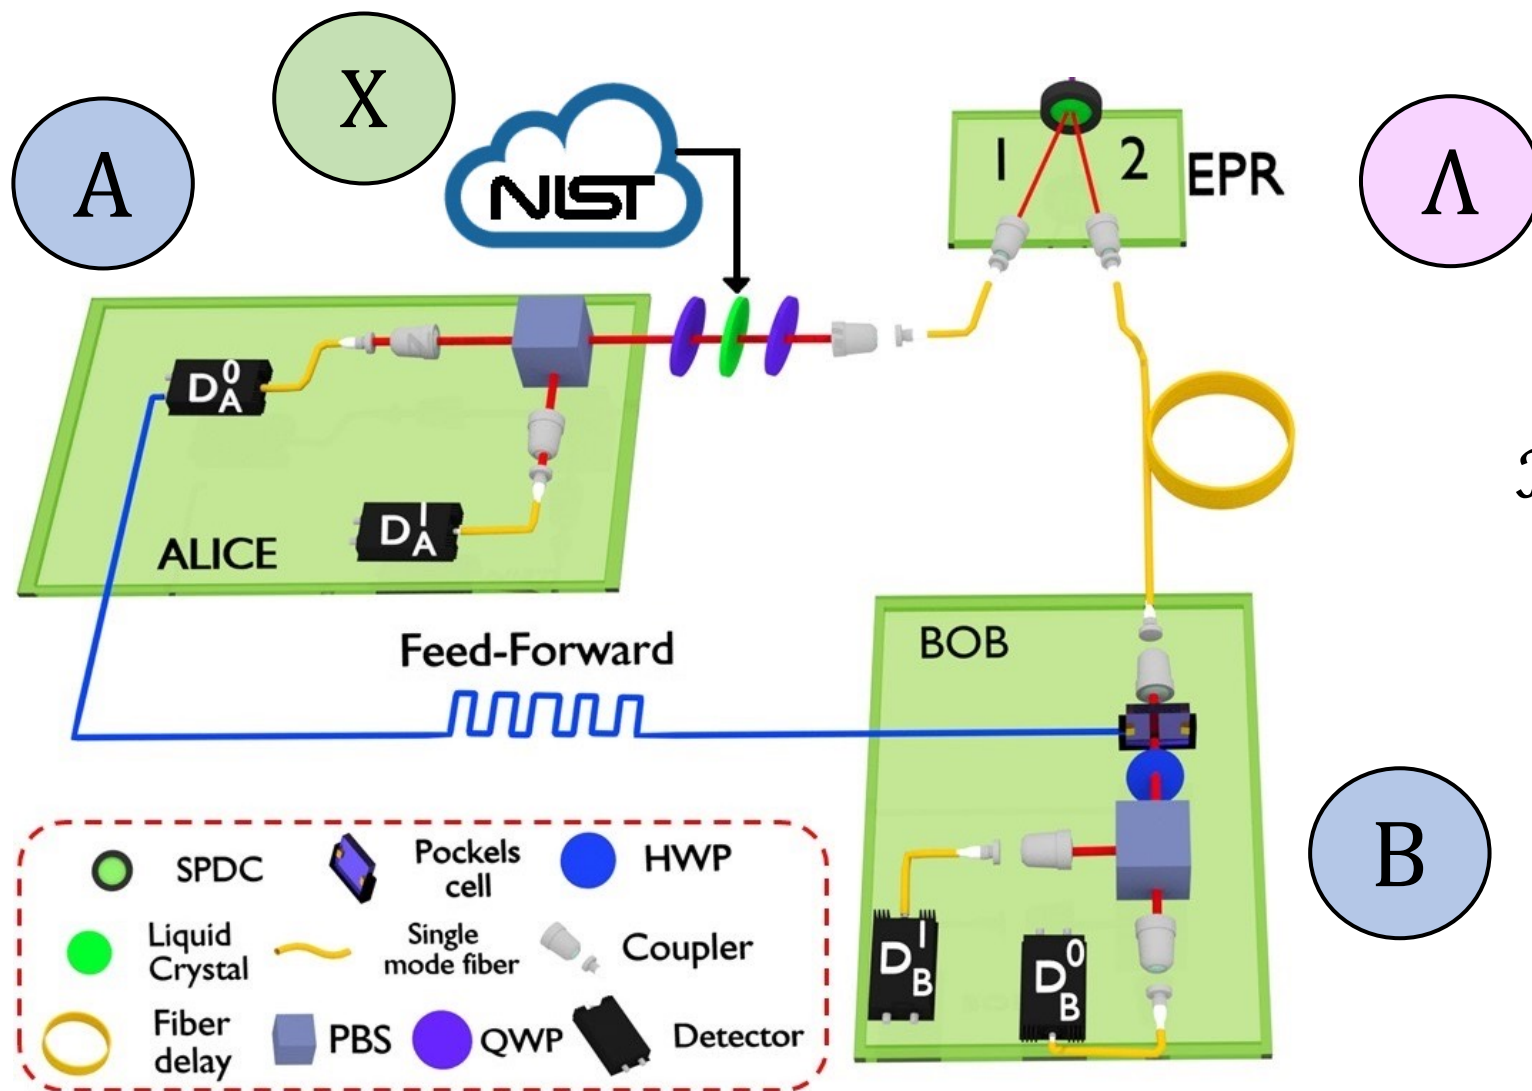 X
A
NIST
1
2
EPR
Λ
D_A^0
D_A^1
ALICE
Feed-Forward
BOB
B
D_B^1
D_B^0
SPDC
Pockels
cell
HWP
Liquid
Crystal
Single
mode fiber
Coupler
Fiber
delay
PBS
QWP
Detector